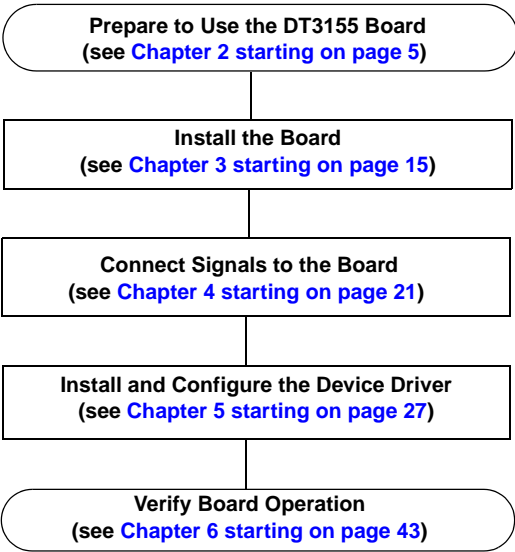 Prepare to Use the DT3155 Board
(see Chapter 2 starting on page 5)
Install the Board
(see Chapter 3 starting on page 15)
Connect Signals to the Board
(see Chapter 4 starting on page 21)
Install and Configure the Device Driver
(see Chapter 5 starting on page 27)
Verify Board Operation
(see Chapter 6 starting on page 43)